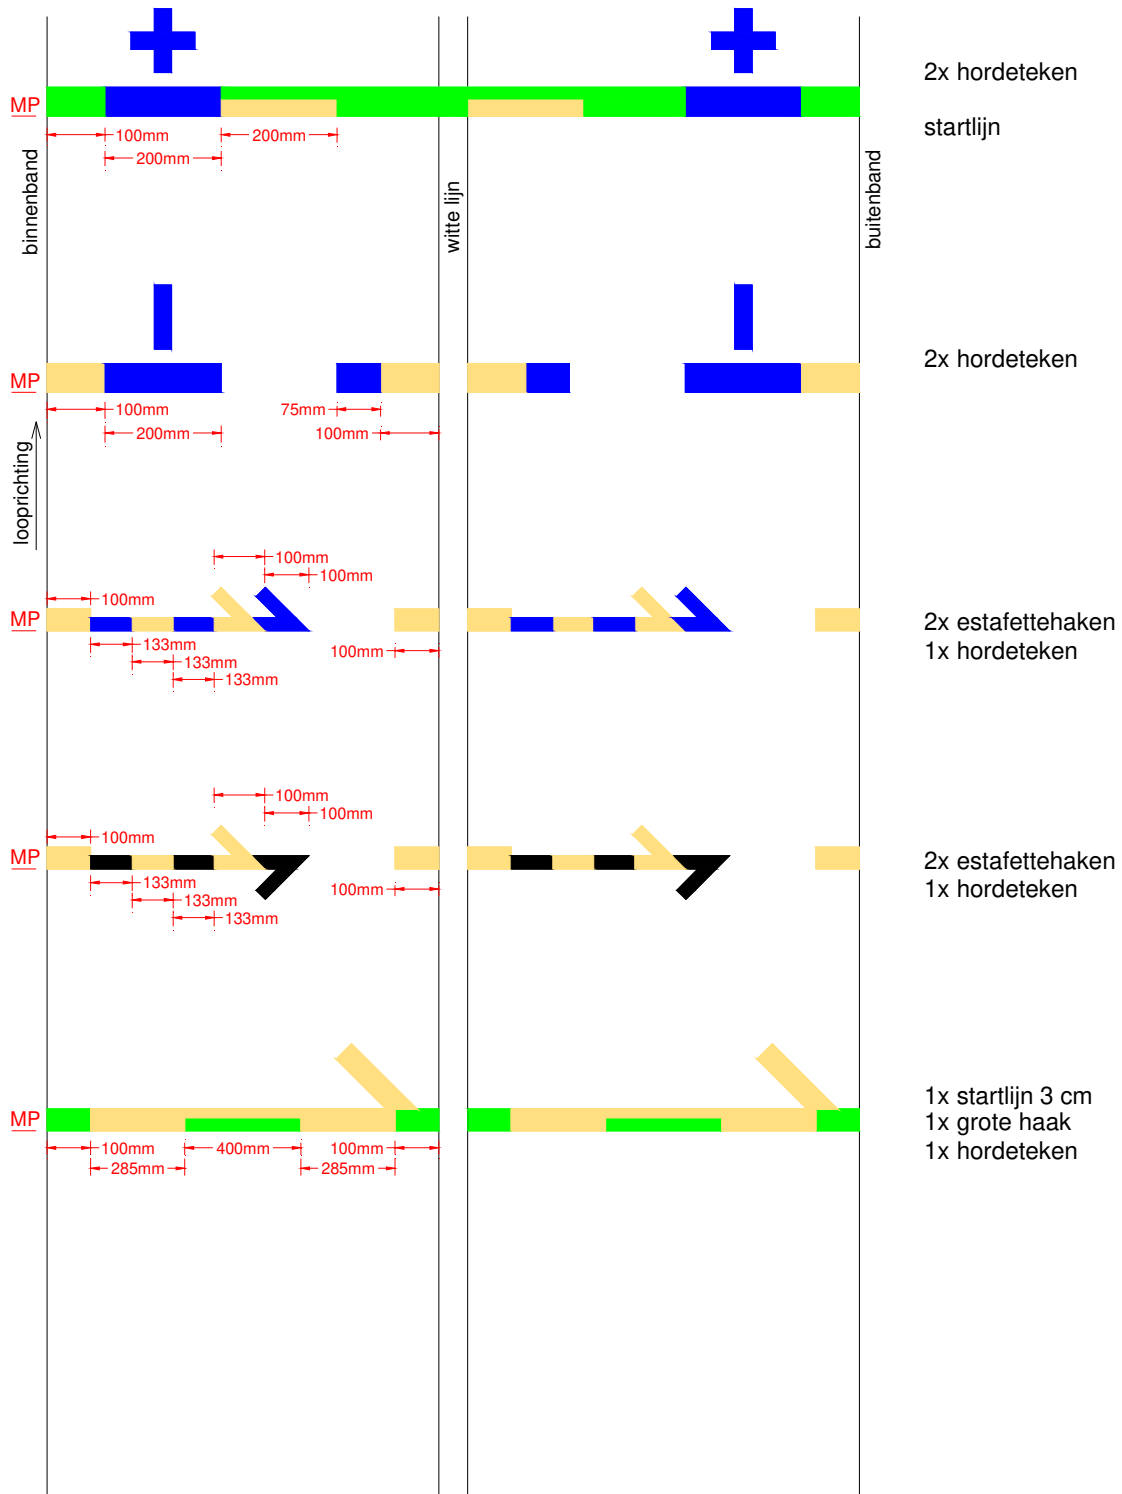 2x hordeteken
MP
startlijn
100mm
200mm
200mm
binnenband
witte lijn
buitenband
2x hordeteken
MP
100mm
75mm
200mm
100mm
looprichting
100mm
100mm
100mm
MP
2x estafettehaken
133mm
100mm
1x hordeteken
133mm
133mm
100mm
100mm
100mm
MP
2x estafettehaken
133mm
100mm
1x hordeteken
133mm
133mm
1x startlijn 3 cm
MP
1x grote haak
100mm
400mm
100mm
1x hordeteken
285mm
285mm